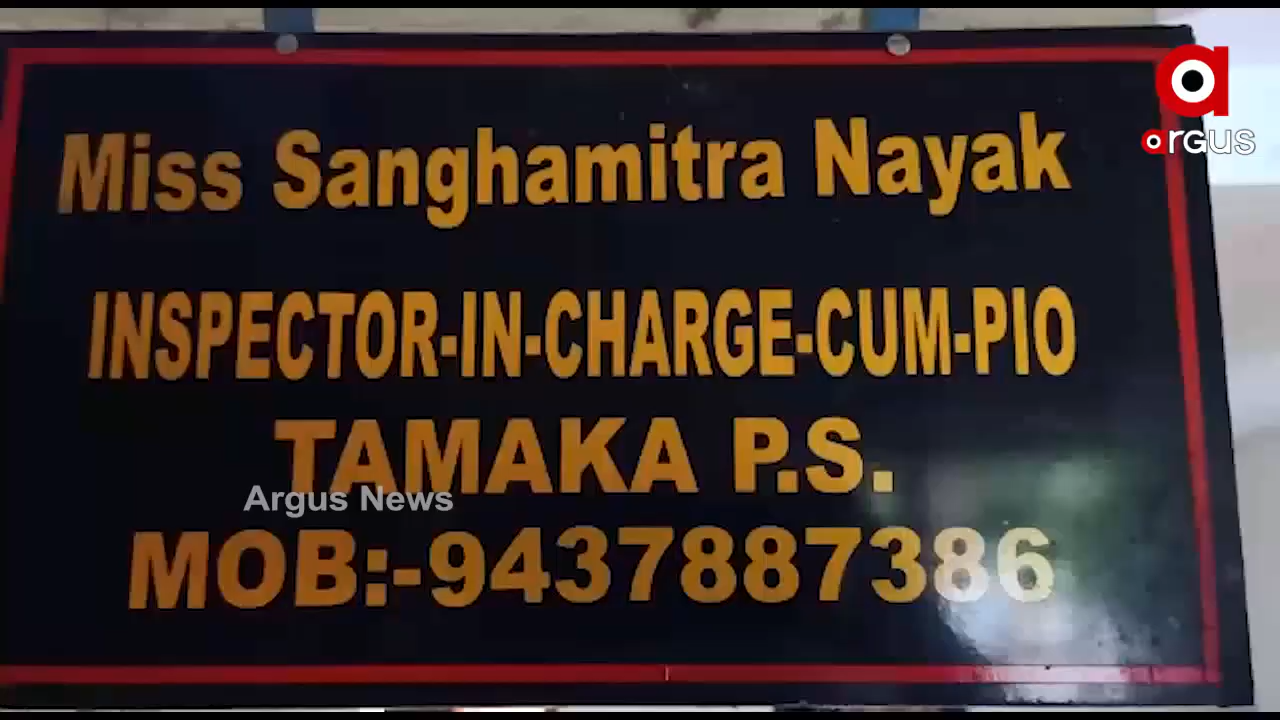 Miss Sanghamitra Nayak
INSPECTOR-IN-CHARGE-CUM-PIO
TAMAKA P.S.
MOB:-9437887386
Argus News
a
argus